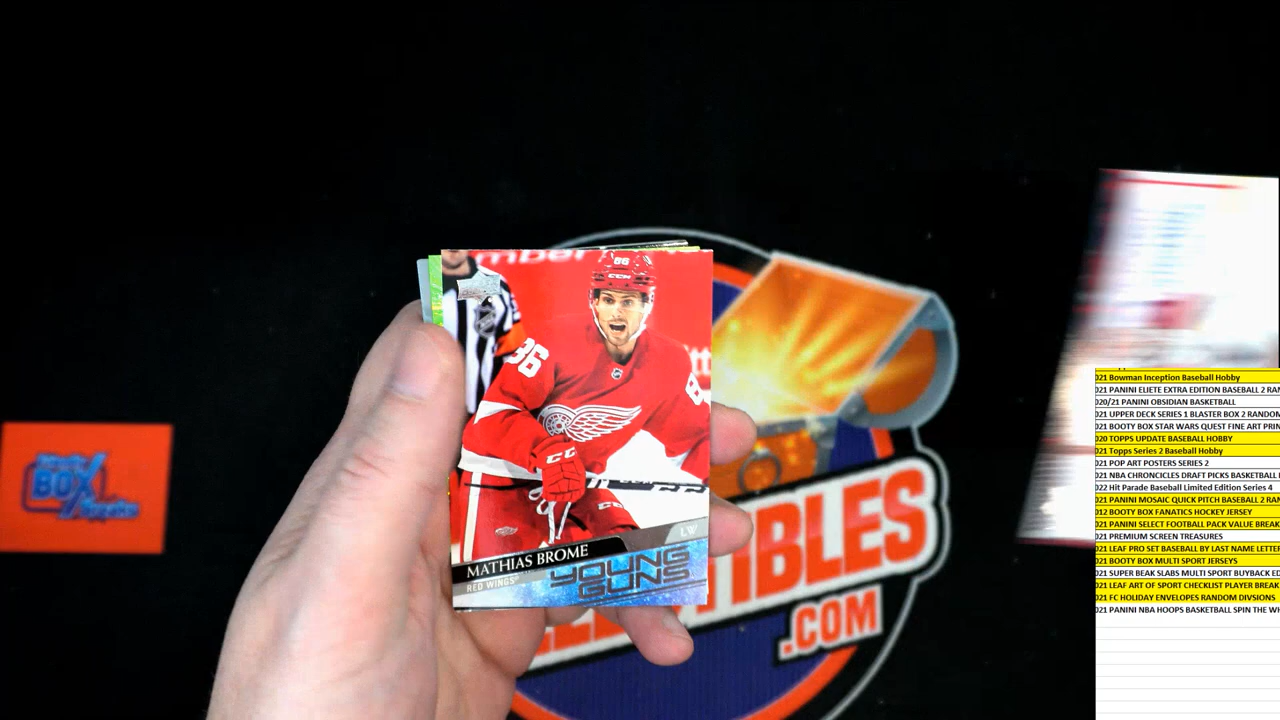 86
CCM
86
CC
MATHIAS BROME
RED WINGS
LW
YOUNG
GUNS
BOX
Breaks
TIBLES
.COM
021 Bowman Inception Baseball Hobby
021 PANINI ELIETE EXTRA EDITION BASEBALL 2 RAN
020/21 PANINI OBSIDIAN BASKETBALL
021 UPPER DECK SERIES 1 BLASTER BOX 2 RANDOM
021 BOOTY BOX STAR WARS QUEST FINE ART PRIN
020 TOPPS UPDATE BASEBALL HOBBY
021 Topps Series 2 Baseball Hobby
021 POP ART POSTERS SERIES 2
021 NBA CHRONCICLES DRAFT PICKS BASKETBALL
022 Hit Parade Baseball Limited Edition Series 4
021 PANINI MOSAIC QUICK PITCH BASEBALL 2 RAN
012 BOOTY BOX FANATICS HOCKEY JERSEY
021 PANINI SELECT FOOTBALL PACK VALUE BREAK
021 PREMIUM SCREEN TREASURES
021 LEAF PRO SET BASEBALL BY LAST NAME LETTER
021 BOOTY BOX MULTI SPORT JERSEYS
021 SUPER BEAK SLABS MULTI SPORT BUYBACK ED
021 LEAF ART OF SPORT CHECKLIST PLAYER BREAK
021 FC HOLIDAY ENVELOPES RANDOM DIVSIONS
021 PANINI NBA HOOPS BASKETBALL SPIN THE WH